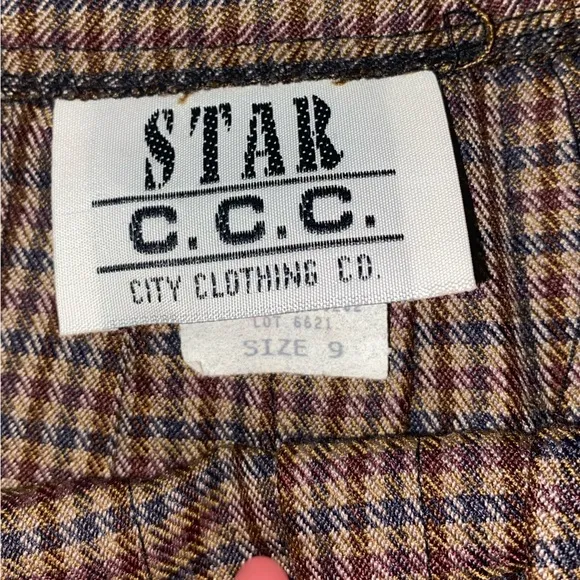 STAR
C.C.C.
CITY CLOTHING CO.
LOT 6621
SIZE 9